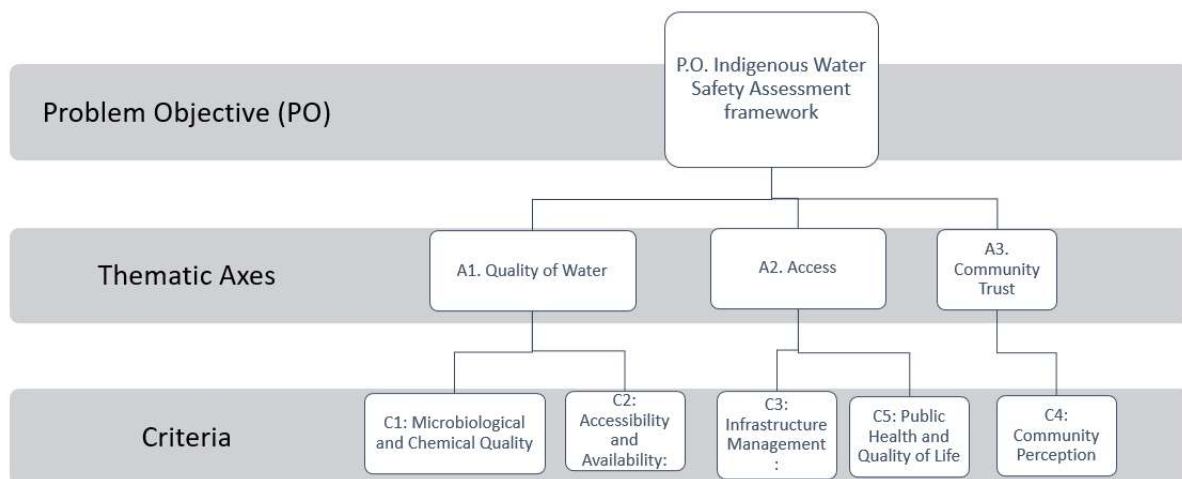 P.O. Indigenous Water
Safety Assessment
framework
Problem Objective (PO)
Thematic Axes
A1. Quality of Water
A2. Access
A3.
Community
Trust
Criteria
C1: Microbiological
and Chemical Quality
C2:
Accessibility
and
Availability:
C3:
Infrastructure
Management
:
C5: Public
Health and
Quality of Life
C4:
Community
Perception